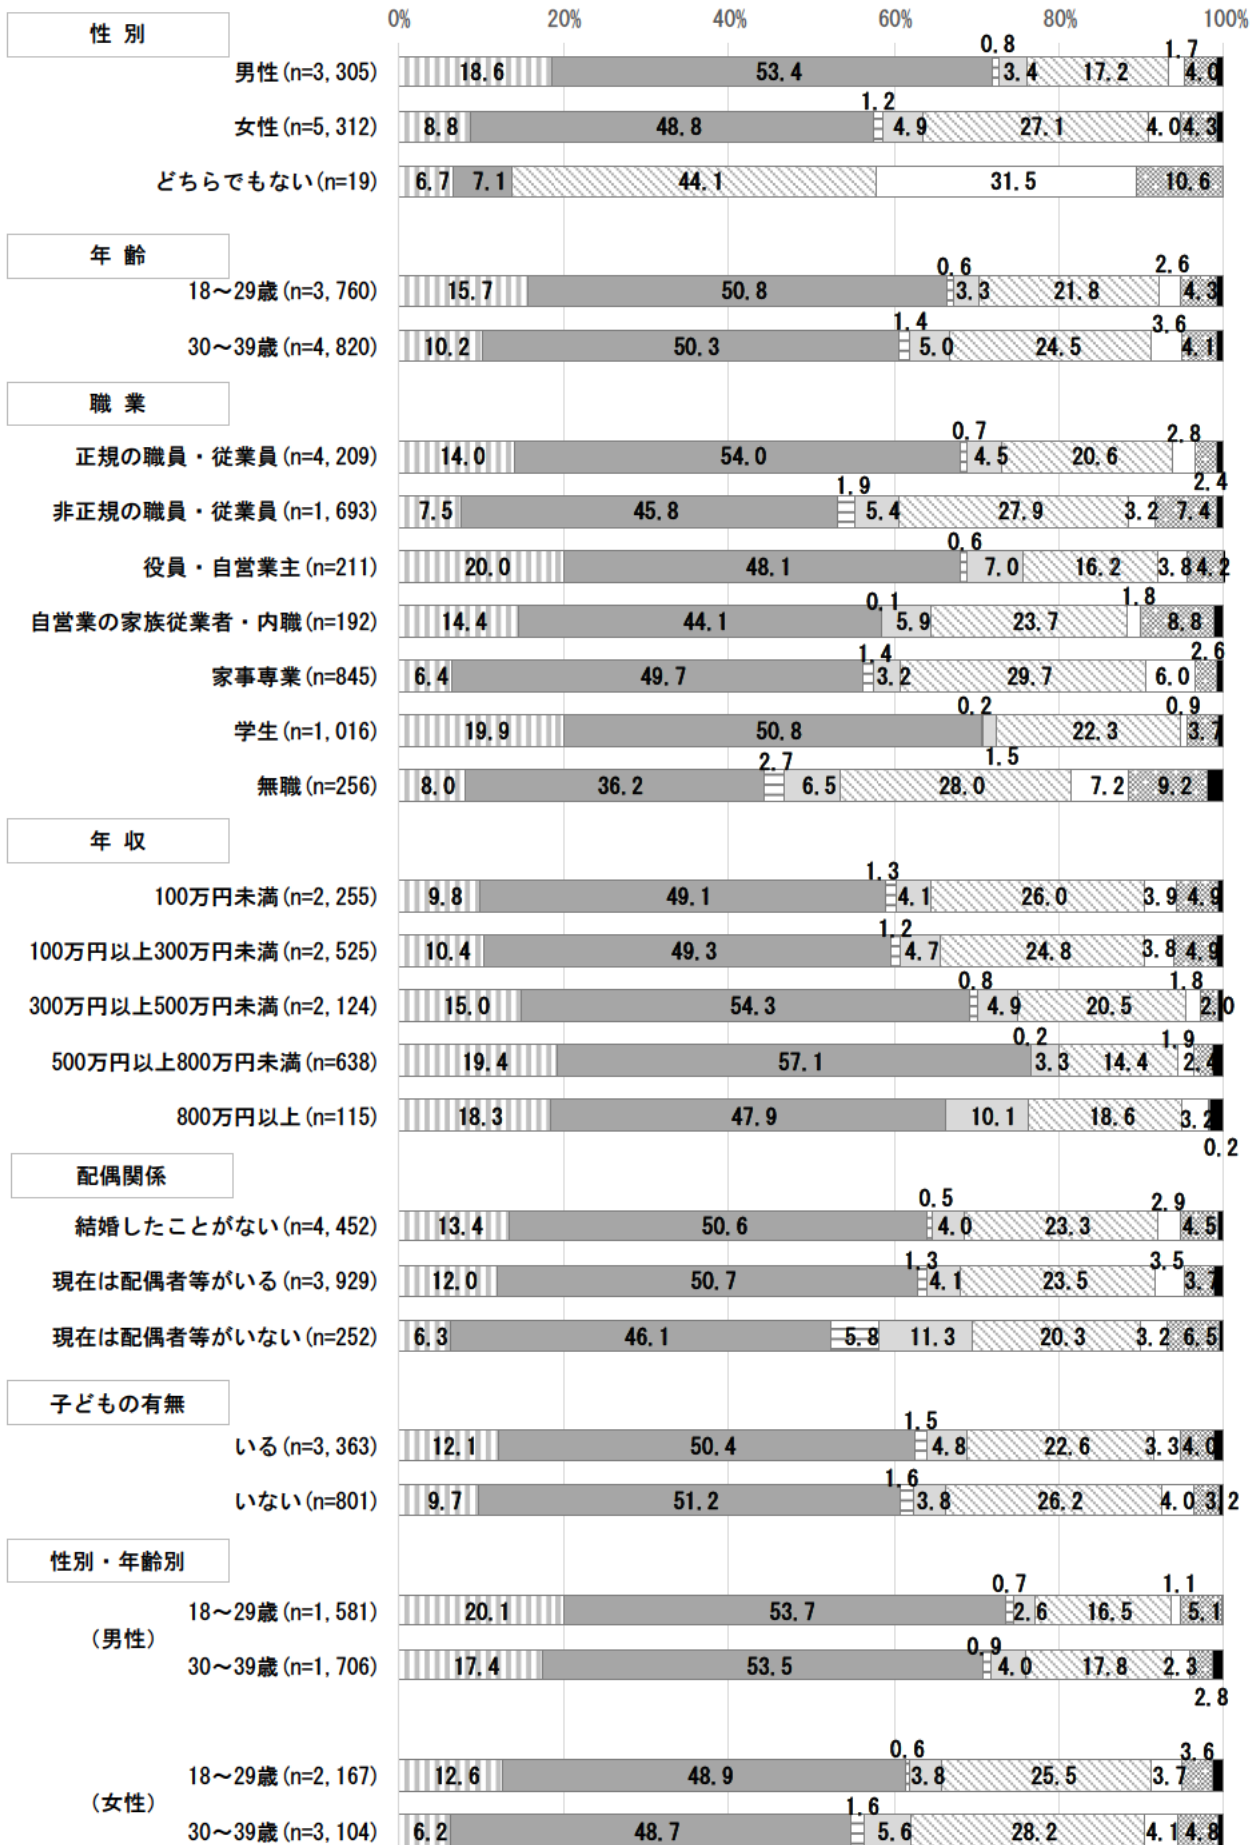 0% 20% 40% 60% 80% 100%
性 別
0.8 1.7
男性(n=3,305) 18.6 53.4 3.4 17.2 4.0
1.2
女性(n=5,312) 8.8 48.8 4.9 27.1 4.0 4.3
どちらでもない(n=19) 6.7 7.1 44.1 31.5 10.6
年 齢
0.6 2.6
18～29歳(n=3,760) 15.7 50.8 3.3 21.8 4.3
1.4 3.6
30～39歳(n=4,820) 10.2 50.3 5.0 24.5 4.1
職 業
0.7 2.8
正規の職員・従業員(n=4,209) 14.0 54.0 4.5 20.6
2.4
1.9
非正規の職員・従業員(n=1,693) 7.5 45.8 5.4 27.9 3.2 7.4
0.6
役員・自営業主(n=211) 20.0 48.1 7.0 16.2 3.8 4.2
0.1 1.8
自営業の家族従業者・内職(n=192) 14.4 44.1 5.9 23.7 8.8
1.4 2.6
家事専業(n=845) 6.4 49.7 3.2 29.7 6.0
0.2 0.9
学生(n=1,016) 19.9 50.8 22.3 3.7
1.5
2.7
無職(n=256) 8.0 36.2 6.5 28.0 7.2 9.2
年 収
1.3
100万円未満(n=2,255) 9.8 49.1 4.1 26.0 3.9 4.9
1.2
100万円以上300万円未満(n=2,525) 10.4 49.3 4.7 24.8 3.8 4.9
0.8 1.8
300万円以上500万円未満(n=2,124) 15.0 54.3 4.9 20.5 2.0
0.2 1.9
500万円以上800万円未満(n=638) 19.4 57.1 3.3 14.4 2.4
800万円以上(n=115) 18.3 47.9 10.1 18.6 3.2
0.2
配偶関係
0.5 2.9
結婚したことがない(n=4,452) 13.4 50.6 4.0 23.3 4.5
1.3 3.5
現在は配偶者等がいる(n=3,929) 12.0 50.7 4.1 23.5 3.7
現在は配偶者等がいない(n=252) 6.3 46.1 5.8 11.3 20.3 3.2 6.5
子どもの有無
1.5
いる(n=3,363) 12.1 50.4 4.8 22.6 3.3 4.0
1.6
いない(n=801) 9.7 51.2 3.8 26.2 4.0 3.2
性別・年齢別
0.7 1.1
18～29歳(n=1,581) 20.1 53.7 2.6 16.5 5.1
(男性)
0.9
30～39歳(n=1,706) 17.4 53.5 4.0 17.8 2.3
2.8
0.6 3.6
18～29歳(n=2,167) 12.6 48.9 3.8 25.5 3.7
(女性)
1.6
30～39歳(n=3,104) 6.2 48.7 5.6 28.2 4.1 4.8